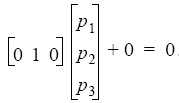 [0 1 0] [p₁ p₂ p₃] + 0 = 0.